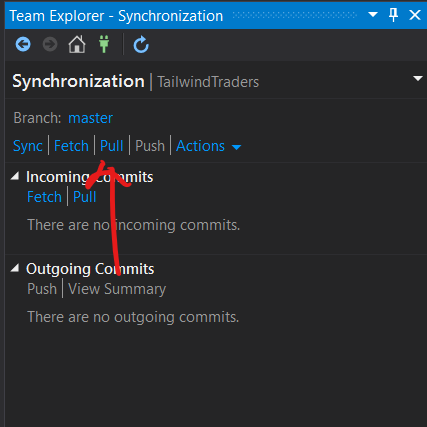 Team Explorer - Synchronization
Synchronization | TailwindTraders
Branch: master
Sync | Fetch | Pull | Push | Actions
Incoming Commits
Fetch | Pull
There are no incoming commits.
Outgoing Commits
Push | View Summary
There are no outgoing commits.